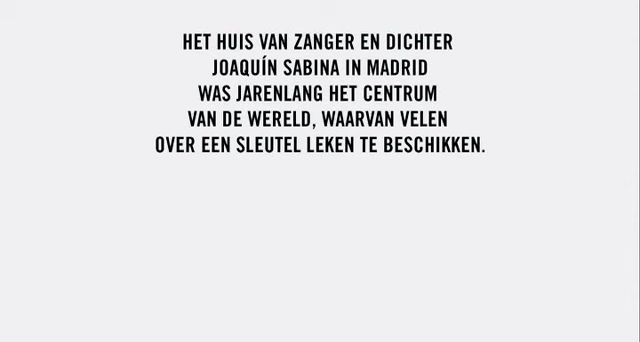 HET HUIS VAN ZANGER EN DICHTER
JOAQUÍN SABINA IN MADRID
WAS JARENLANG HET CENTRUM
VAN DE WERELD, WAARVAN VELEN
OVER EEN SLEUTEL LEKEN TE BESCHIKKEN.